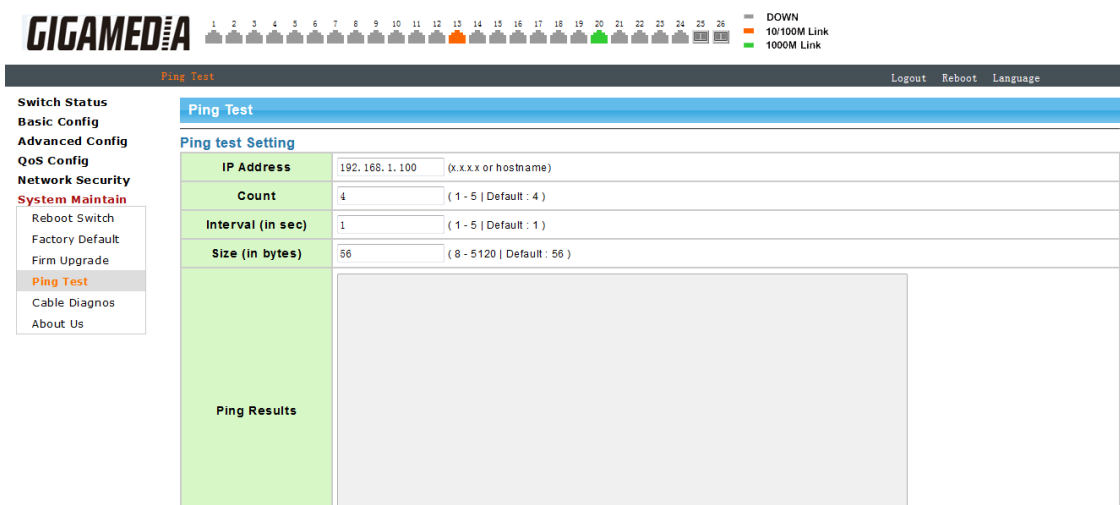 GIGAMEDIA
1 2 3 4 5 6 7 8 9 10 11 12 13 14 15 16 17 18 19 20 21 22 23 24 25 26
DOWN
10/100M Link
1000M Link
Ping Test
Logout Reboot Language
Switch Status
Basic Config
Advanced Config
QoS Config
Network Security
System Maintain
Reboot Switch
Factory Default
Firm Upgrade
Ping Test
Cable Diagnos
About Us
Ping Test
Ping test Setting
IP Address 192.168.1.100 (x.x.x.x or hostname)
Count 4 ( 1 - 5 | Default : 4 )
Interval (in sec) 1 ( 1 - 5 | Default : 1 )
Size (in bytes) 56 ( 8 - 5120 | Default : 56 )
Ping Results